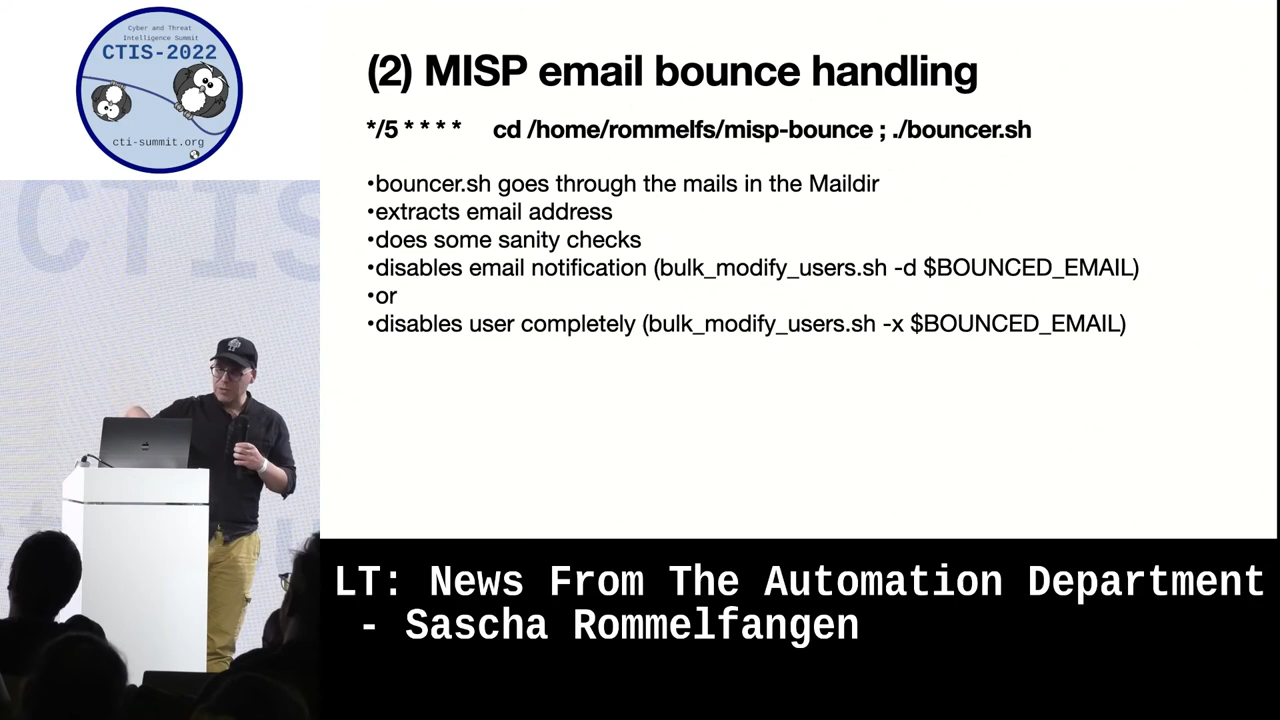 Cyber and Threat
Intelligence Summit
CTIS-2022
cti-summit.org
(2) MISP email bounce handling
*/5 * * * * cd /home/rommelfs/misp-bounce ; ./bouncer.sh
•bouncer.sh goes through the mails in the Maildir
•extracts email address
•does some sanity checks
•disables email notification (bulk_modify_users.sh -d $BOUNCED_EMAIL)
•or
•disables user completely (bulk_modify_users.sh -x $BOUNCED_EMAIL)
CTIS
LT: News From The Automation Department
- Sascha Rommelfangen